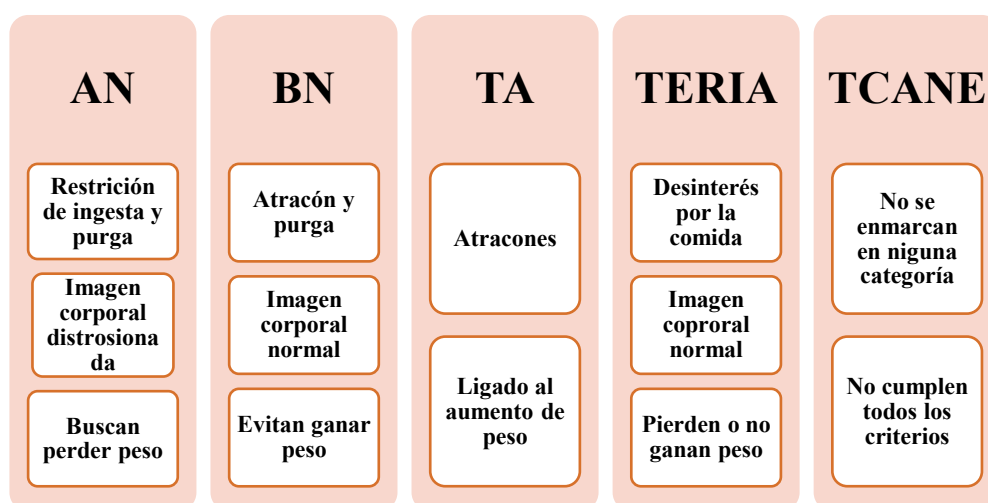 AN
Restrición
de ingesta y
purga
Imagen
corporal
distrosiona
da
Buscan
perder peso
BN
Atracón y
purga
Imagen
corporal
normal
Evitan ganar
peso
TA
Atracones
Ligado al
aumento de
peso
TERIA
Desinterés
por la
comida
Imagen
coproral
normal
Pierden o no
ganan peso
TCANE
No se
enmarcan
en niguna
categoría
No cumplen
todos los
criterios